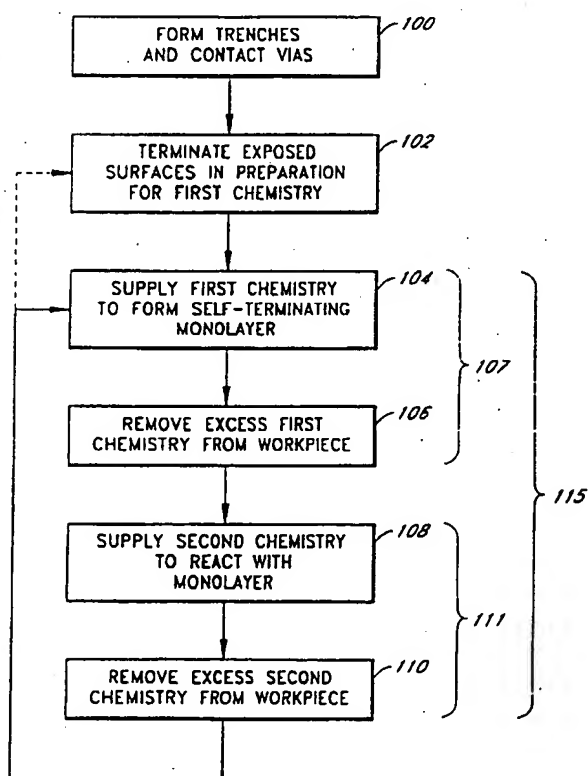 FORM TRENCHES
AND CONTACT VIAS
100
TERMINATE EXPOSED
SURFACES IN PREPARATION
FOR FIRST CHEMISTRY
102
SUPPLY FIRST CHEMISTRY
TO FORM SELF-TERMINATING
MONOLAYER
104
107
REMOVE EXCESS FIRST
CHEMISTRY FROM WORKPIECE
106
115
SUPPLY SECOND CHEMISTRY
TO REACT WITH
MONOLAYER
108
111
REMOVE EXCESS SECOND
CHEMISTRY FROM WORKPIECE
110